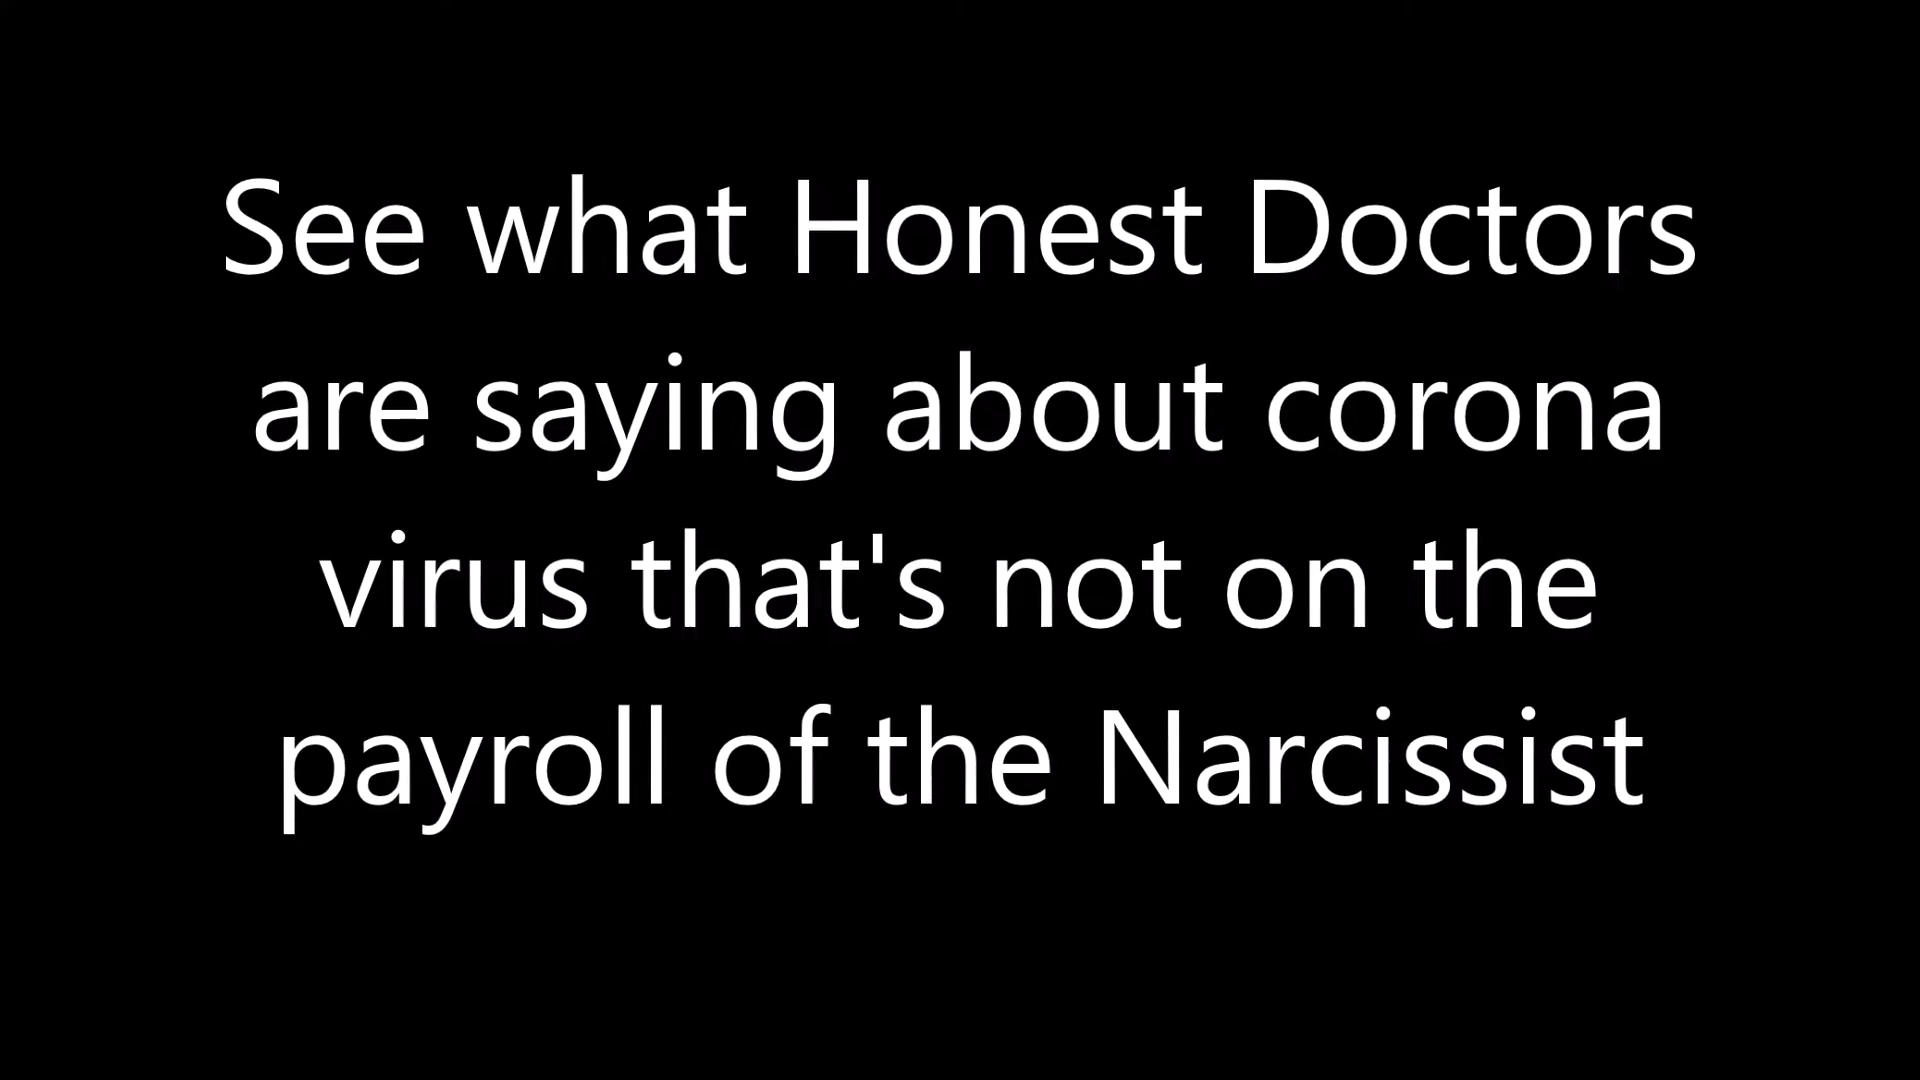 See what Honest Doctors
are saying about corona
virus that's not on the
payroll of the Narcissist